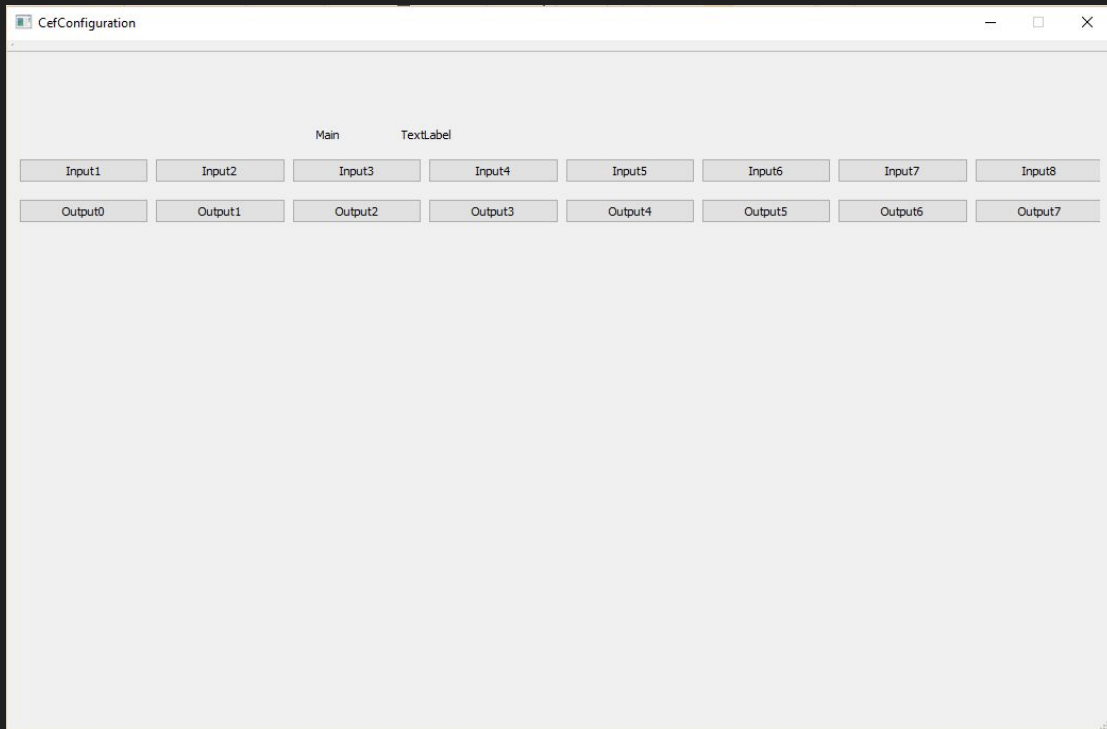 CefConfiguration
Main TextLabel
Input1 Input2 Input3 Input4 Input5 Input6 Input7 Input8
Output0 Output1 Output2 Output3 Output4 Output5 Output6 Output7